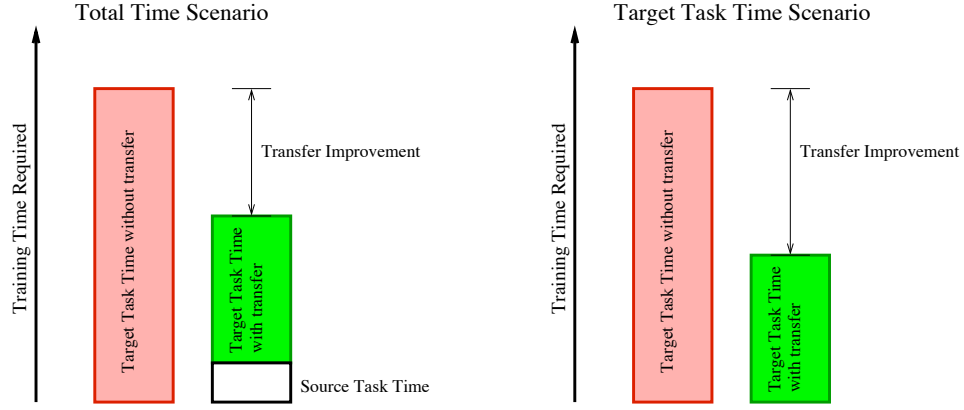 Total Time Scenario
Training Time Required
Target Task Time without transfer
Target Task Time
with transfer
Transfer Improvement
Source Task Time
Target Task Time Scenario
Training Time Required
Target Task Time without transfer
Target Task Time
with transfer
Transfer Improvement